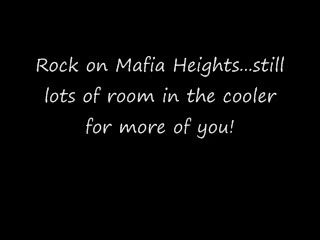 Rock on Mafia Heights...still
lots of room in the cooler
for more of you!